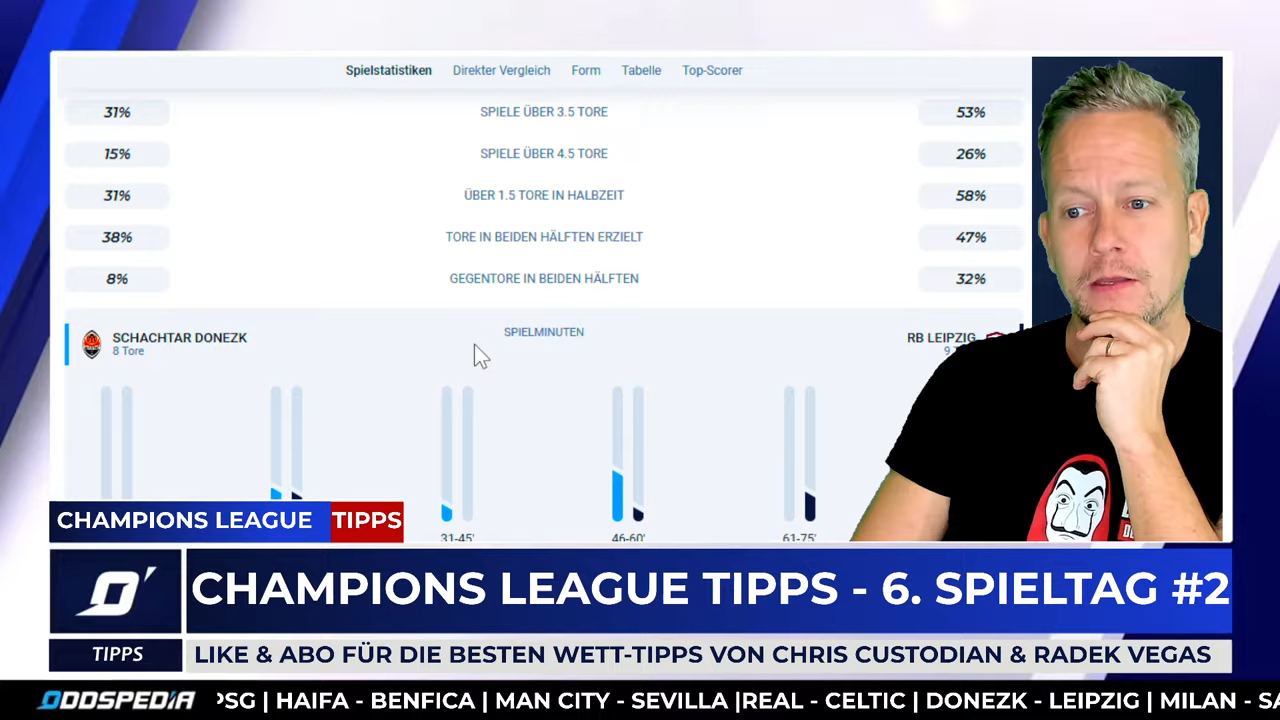 Spielstatistiken Direkter Vergleich Form Tabelle Top-Scorer
31% SPIELE ÜBER 3.5 TORE 53%
15% SPIELE ÜBER 4.5 TORE 26%
31% ÜBER 1.5 TORE IN HALBZEIT 58%
38% TORE IN BEIDEN HÄLFTEN ERZIELT 47%
8% GEGENTORE IN BEIDEN HÄLFTEN 32%
SCHACHTAR DONEZK SPIELMINUTEN RB LEIPZIG
8 Tore 9
31-45' 46-60' 61-75'
CHAMPIONS LEAGUE TIPPS
CHAMPIONS LEAGUE TIPPS - 6. SPIELTAG #2
TIPPS LIKE & ABO FÜR DIE BESTEN WETT-TIPPS VON CHRIS CUSTODIAN & RADEK VEGAS
ODDSPEDIA PSG | HAIFA - BENFICA | MAN CITY - SEVILLA |REAL - CELTIC | DONEZK - LEIPZIG | MILAN - SA